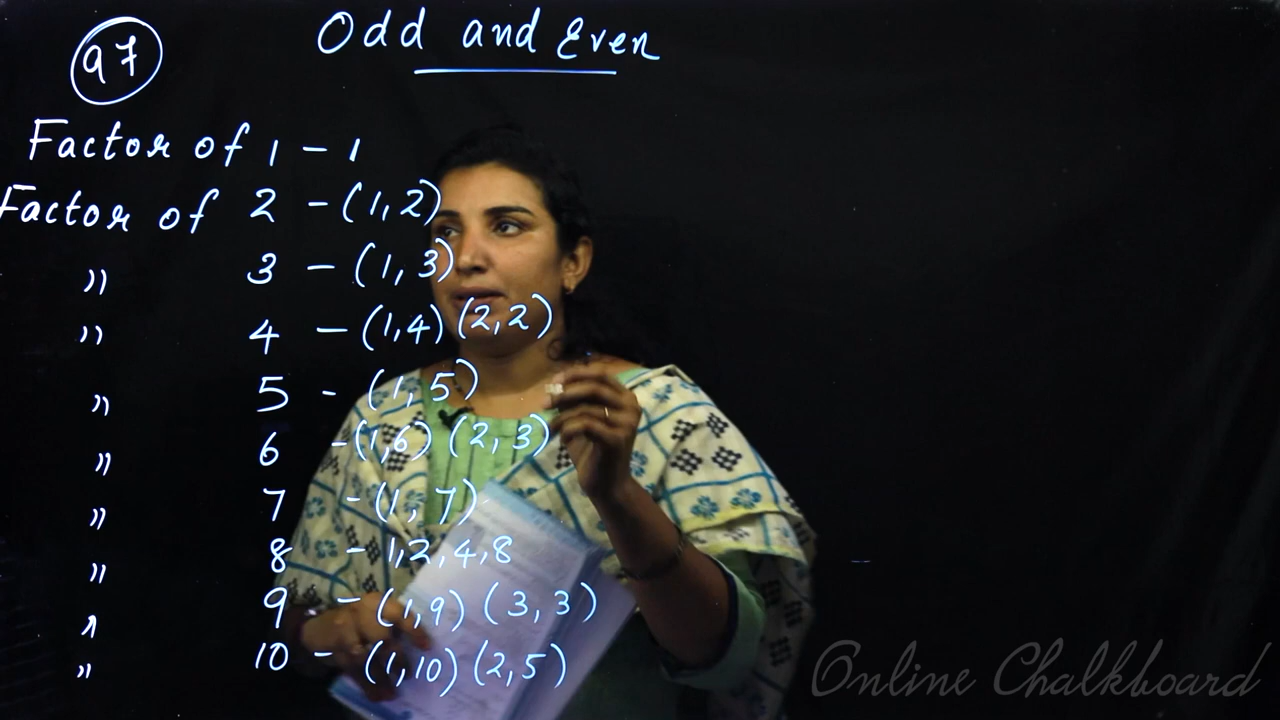 97
Odd and Even
Factor of 1 - 1
Factor of 2 - (1,2)
" 3 - (1,3)
" 4 - (1,4) (2,2)
" 5 - (1,5)
" 6 - (1,6) (2,3)
" 7 - (1,7)
" 8 - 1,2,4,8
" 9 - (1,9) (3,3)
" 10 - (1,10) (2,5)
Online Chalkboard